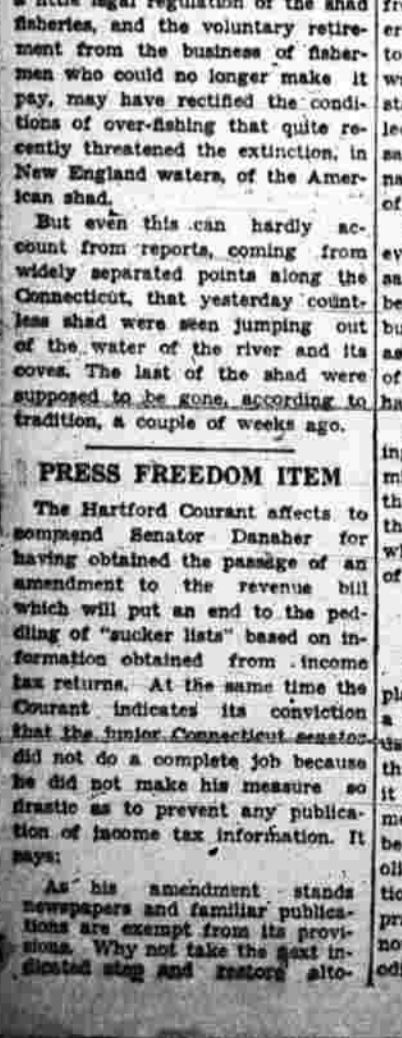 a little legal regulation of the shad
fisheries, and the voluntary retire-
ment from the business of fisher-
men who could no longer make it
pay, may have rectified the condi-
tions of over-fishing that quite re-
cently threatened the extinction, in
New England waters, of the Amer-
ican shad.
But even this can hardly ac-
count from reports, coming from
widely separated points along the
Connecticut, that yesterday count-
less shad were seen jumping out
of the water of the river and its
coves. The last of the shad were
supposed to be gone, according to
tradition, a couple of weeks ago.
PRESS FREEDOM ITEM
The Hartford Courant affects to
commend Senator Danaher for
having obtained the passage of an
amendment to the revenue bill
which will put an end to the ped-
dling of "sucker lists" based on in-
formation obtained from income
tax returns. At the same time the
Courant indicates its conviction
that the junior Connecticut senator
did not do a complete job because
he did not make his measure so
drastic as to prevent any publica-
tion of income tax information. It
says:
As his amendment stands
newspapers and familiar publica-
tions are exempt from its provi-
sions. Why not take the next in-
dicated step and restore alto-